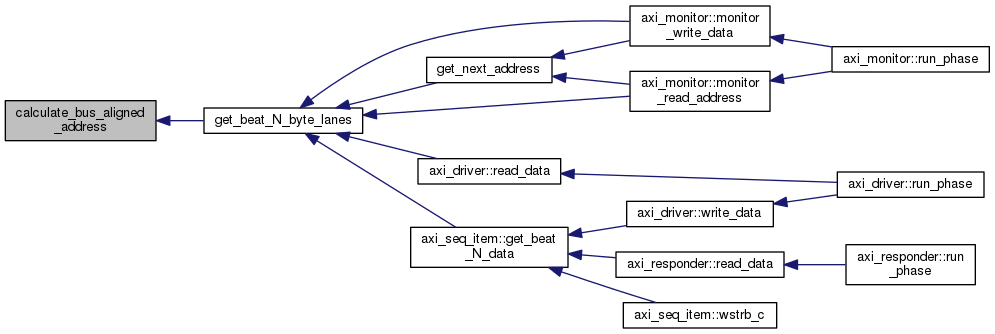 calculate_bus_aligned
_address
get_beat_N_byte_lanes
axi_monitor::monitor
_write_data
get_next_address
axi_monitor::monitor
_read_address
axi_monitor::run_phase
axi_driver::read_data
axi_driver::run_phase
axi_driver::write_data
axi_seq_item::get_beat
_N_data
axi_responder::read_data
axi_responder::run
_phase
axi_seq_item::wstrb_c